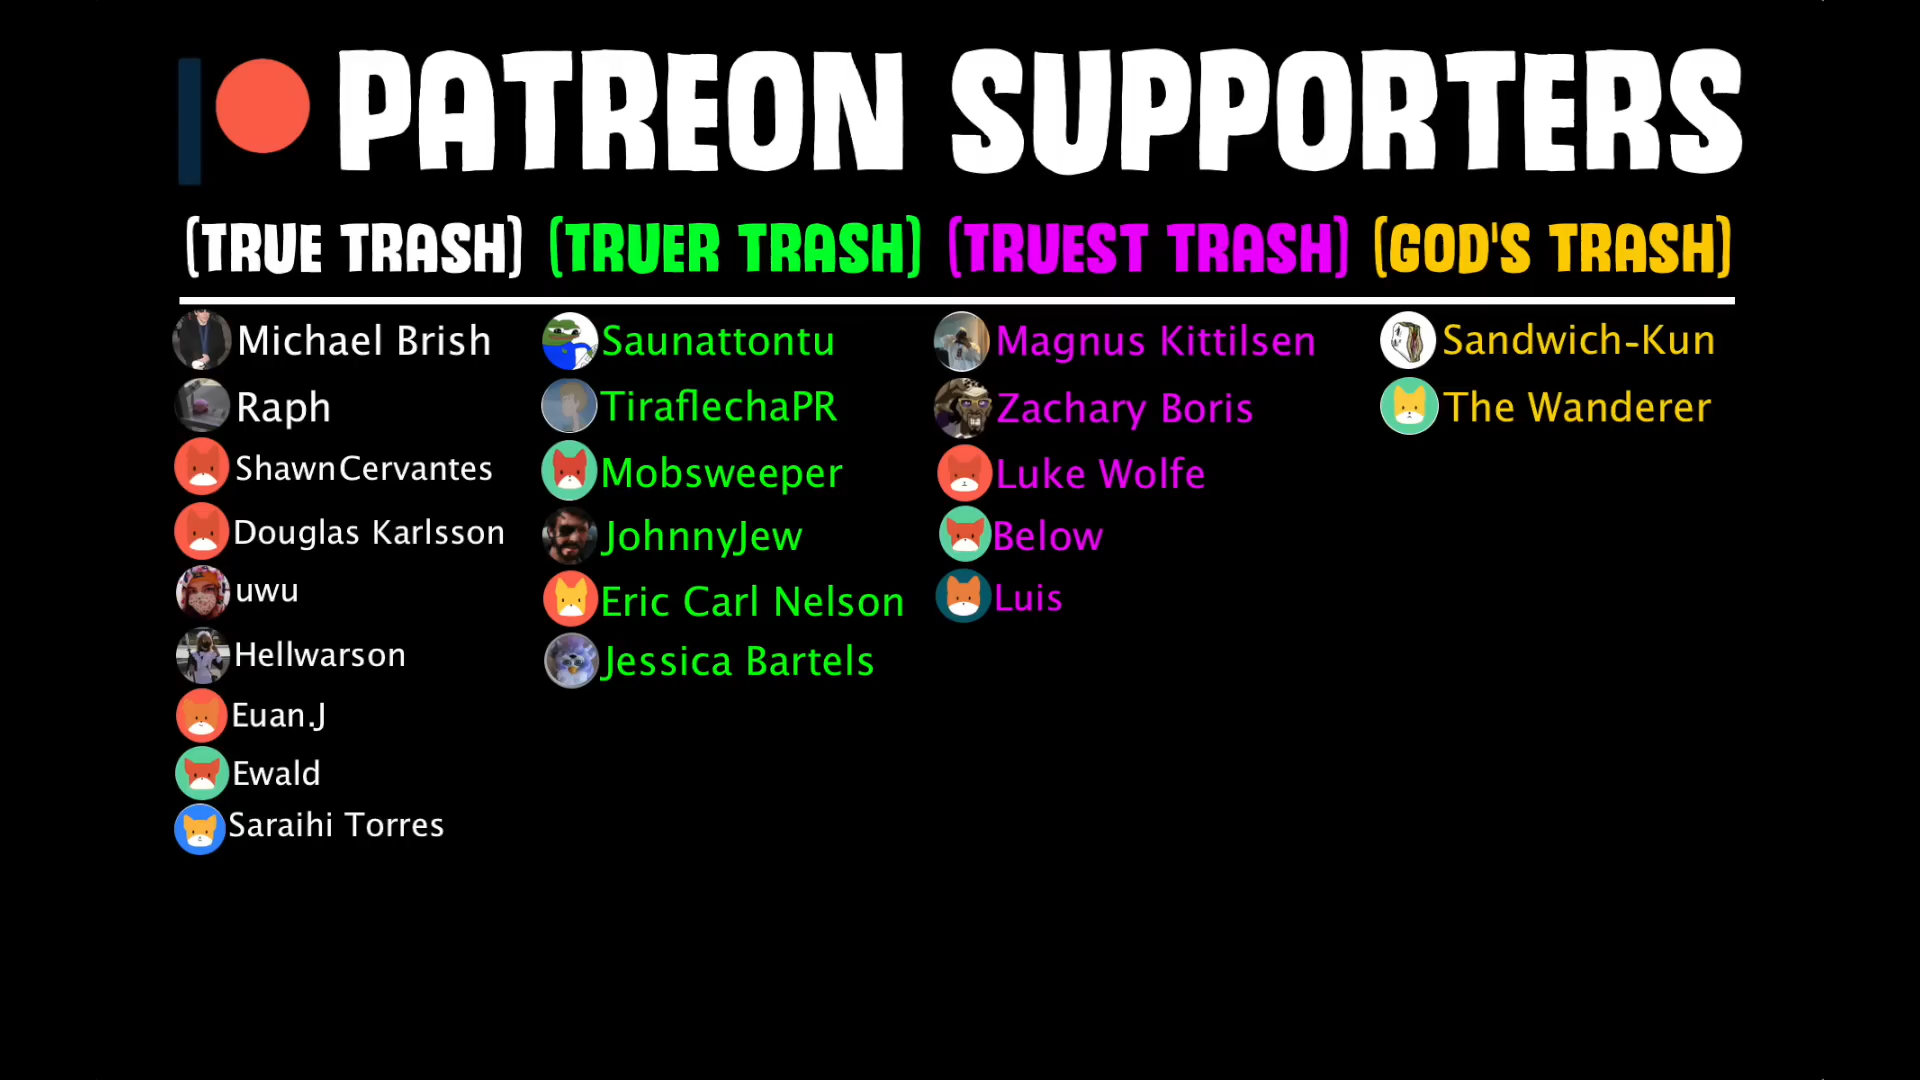 PATREON SUPPORTERS
(TRUE TRASH) (TRUER TRASH) (TRUEST TRASH) (GOD'S TRASH)
Michael Brish
Raph
ShawnCervantes
Douglas Karlsson
uwu
Hellwarson
Euan.J
Ewald
Saraihi Torres
Saunattontu
TiraflechaPR
Mobsweeper
JohnnyJew
Eric Carl Nelson
Jessica Bartels
Magnus Kittilsen
Zachary Boris
Luke Wolfe
Below
Luis
Sandwich-Kun
The Wanderer